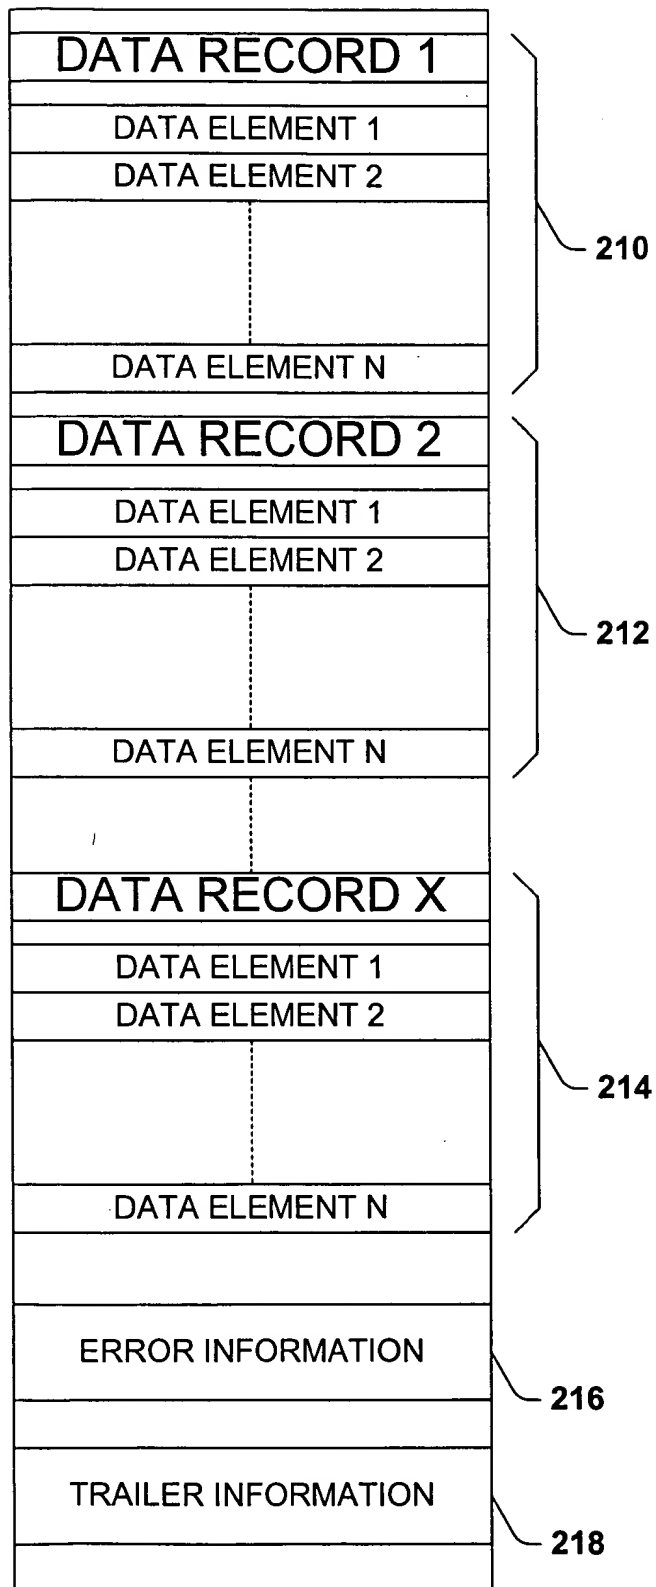 DATA RECORD 1
DATA ELEMENT 1
DATA ELEMENT 2
210
DATA ELEMENT N
DATA RECORD 2
DATA ELEMENT 1
DATA ELEMENT 2
212
DATA ELEMENT N
DATA RECORD X
DATA ELEMENT 1
DATA ELEMENT 2
214
DATA ELEMENT N
ERROR INFORMATION
216
TRAILER INFORMATION
218